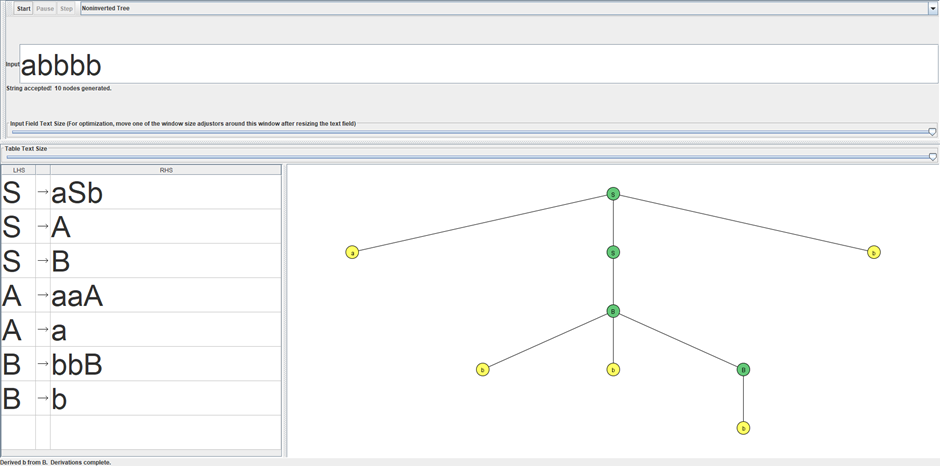 Start Pause Step Noninverted Tree
Input abbbb
String accepted! 10 nodes generated.
Input Field Text Size (For optimization, move one of the window size adjustors around this window after resizing the text field)
Table Text Size
LHS RHS
S → aSb
S → A
S → B
A → aaA
A → a
B → bbB
B → b
S
a S b
B
b b B
b
Derived b from B. Derivations complete.